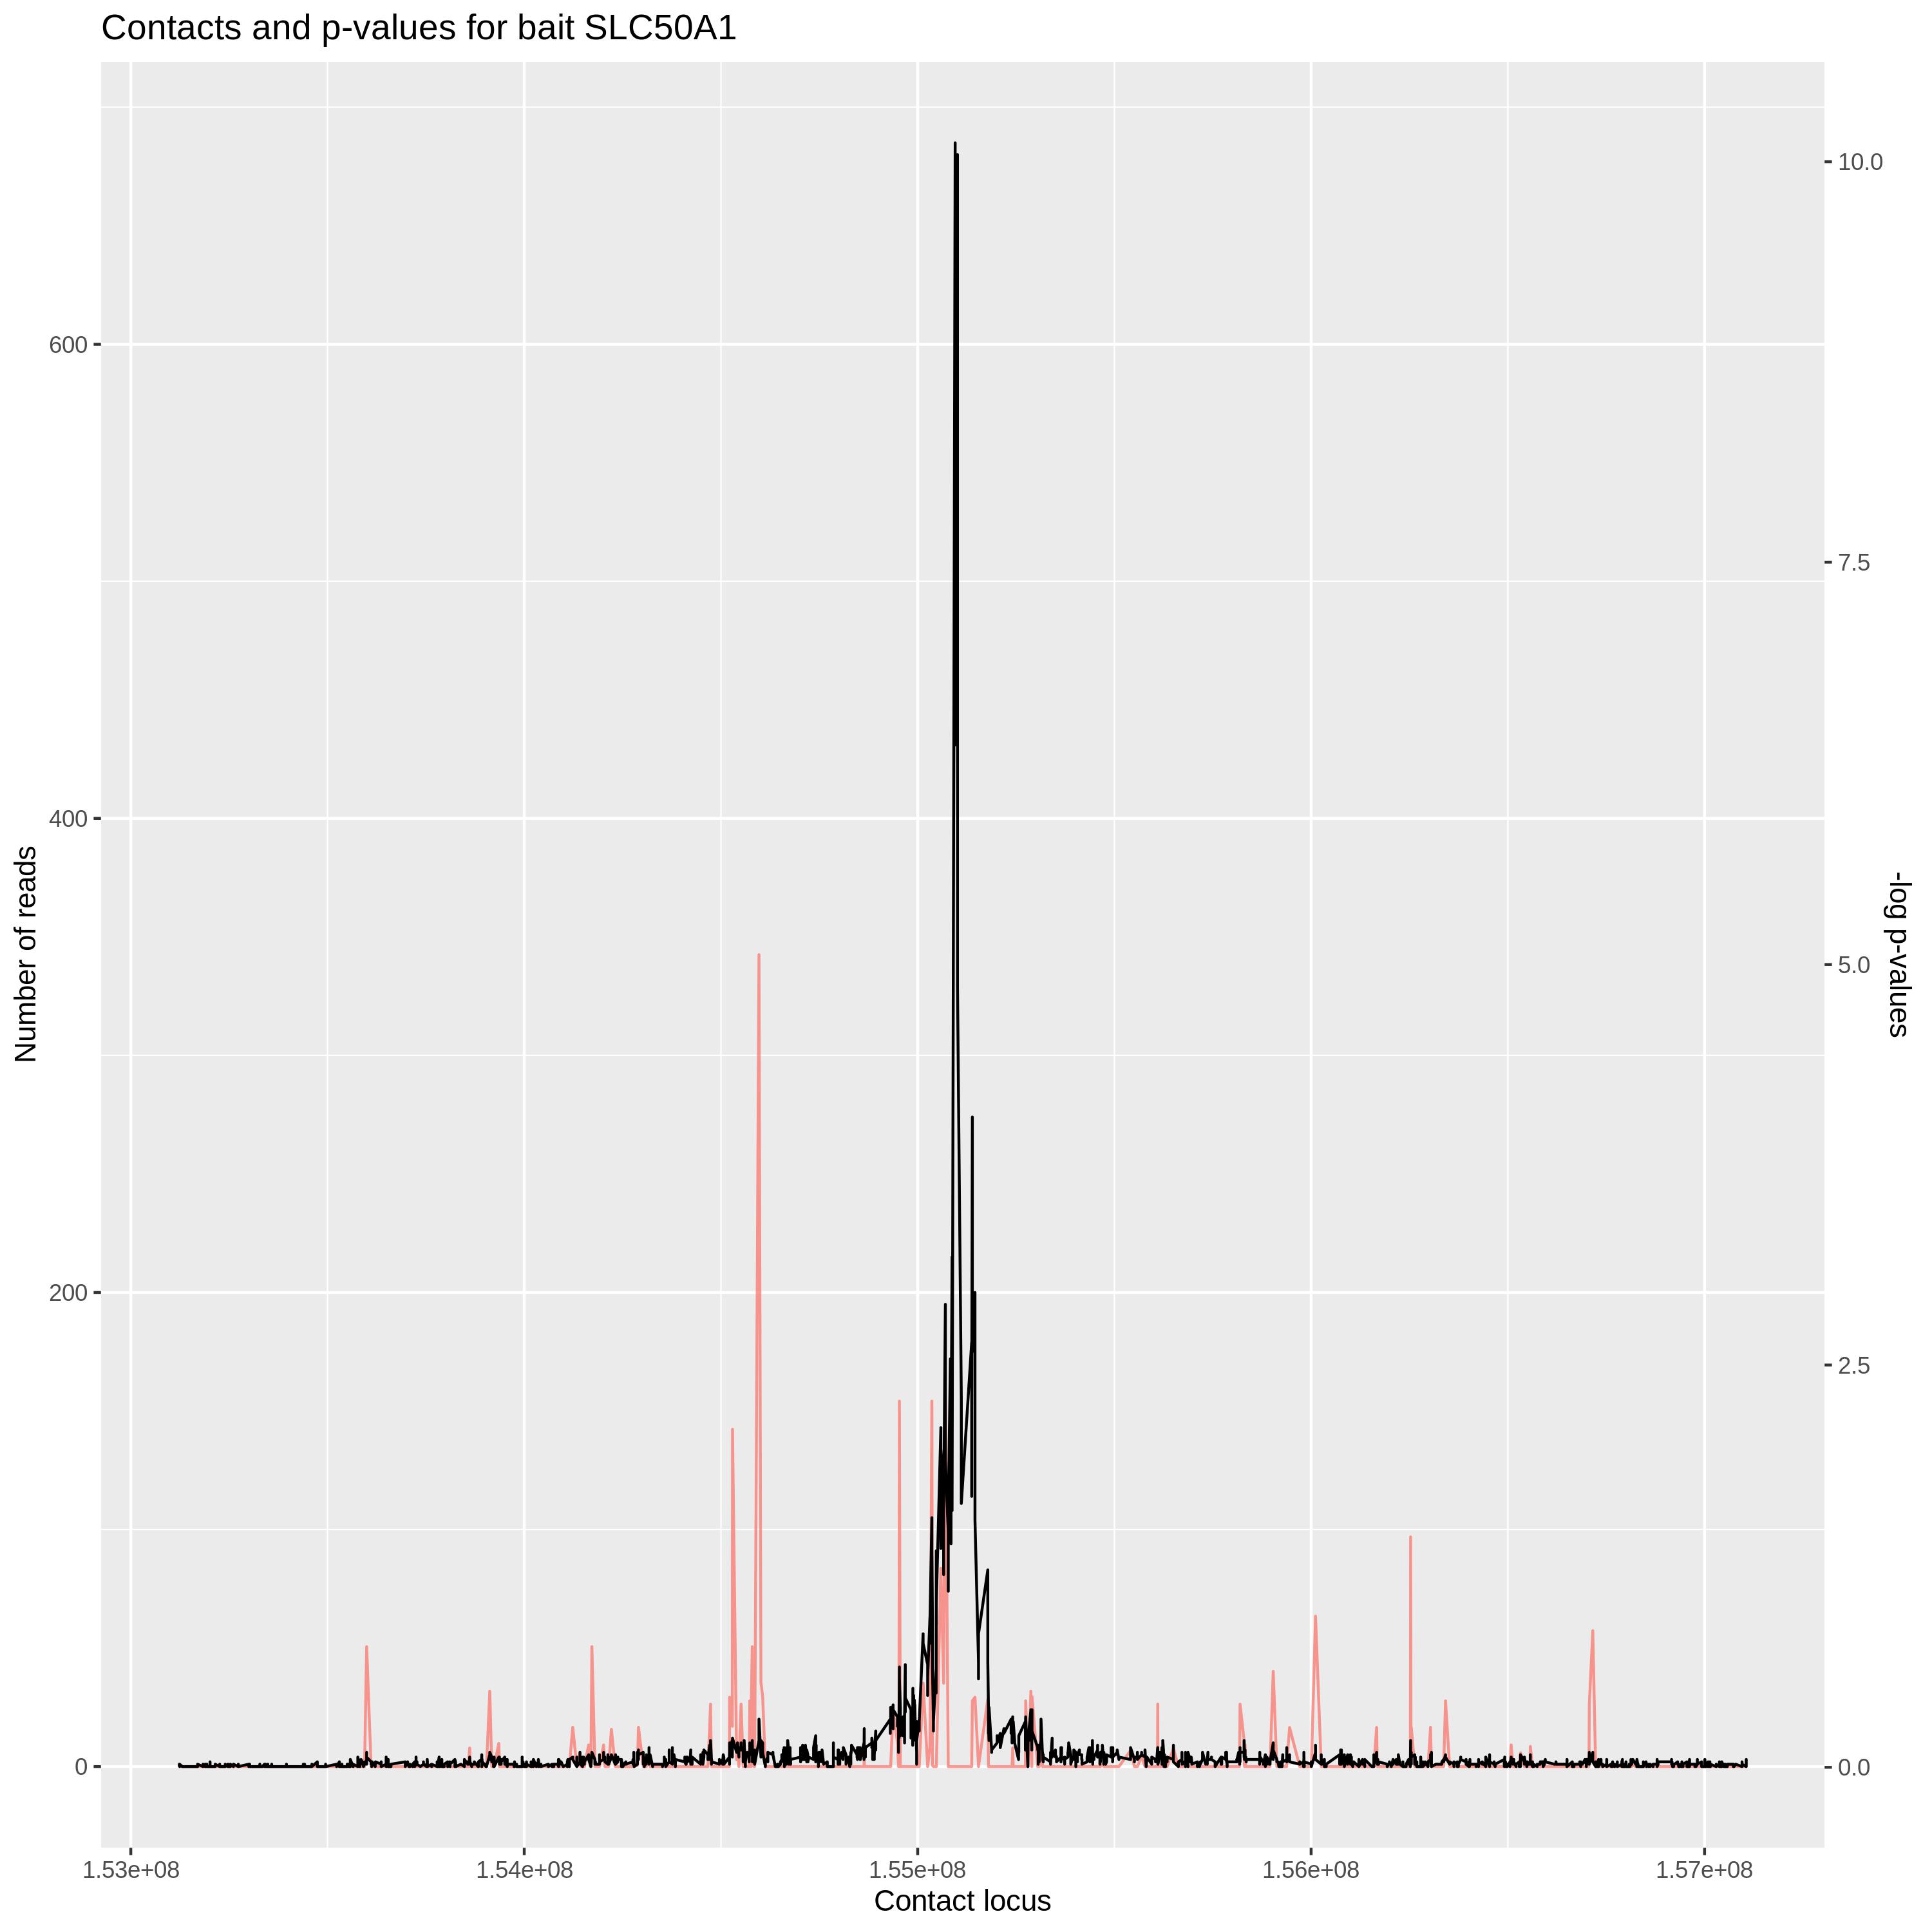 Contacts and p-values for bait SLC50A1
Number of reads
600
400
200
0
10.0
7.5
5.0
2.5
0.0
-log p-values
1.53e+08
1.54e+08
1.55e+08
1.56e+08
1.57e+08
Contact locus